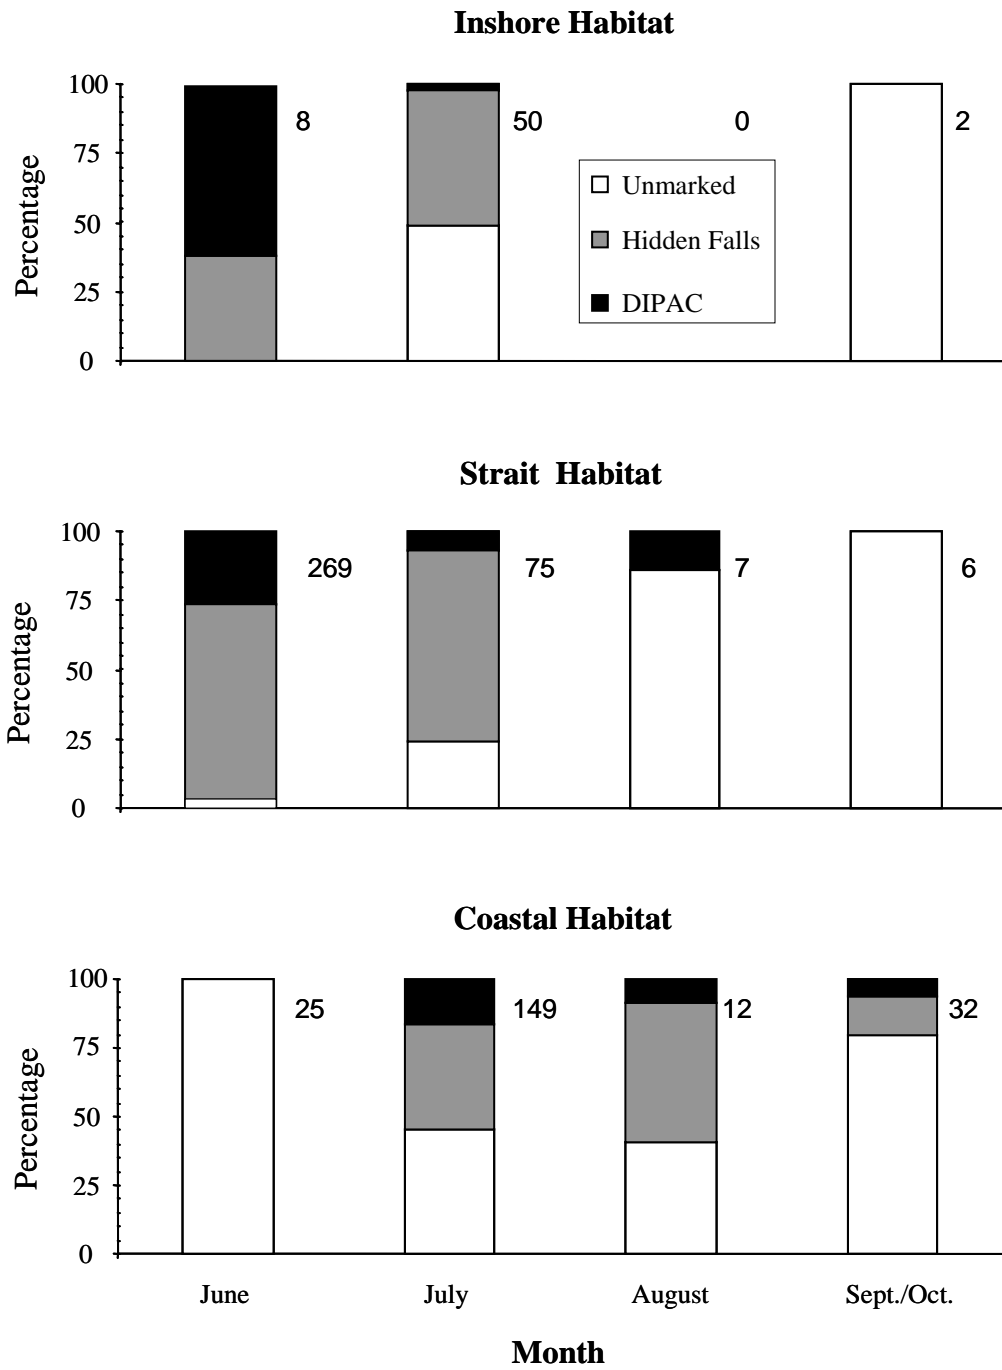 Inshore Habitat
100
75
50
25
0
Percentage
8
50
0
2
Unmarked
Hidden Falls
DIPAC
Strait Habitat
100
75
50
25
0
Percentage
269
75
7
6
Coastal Habitat
100
75
50
25
0
Percentage
25
149
12
32
June
July
August
Sept./Oct.
Month